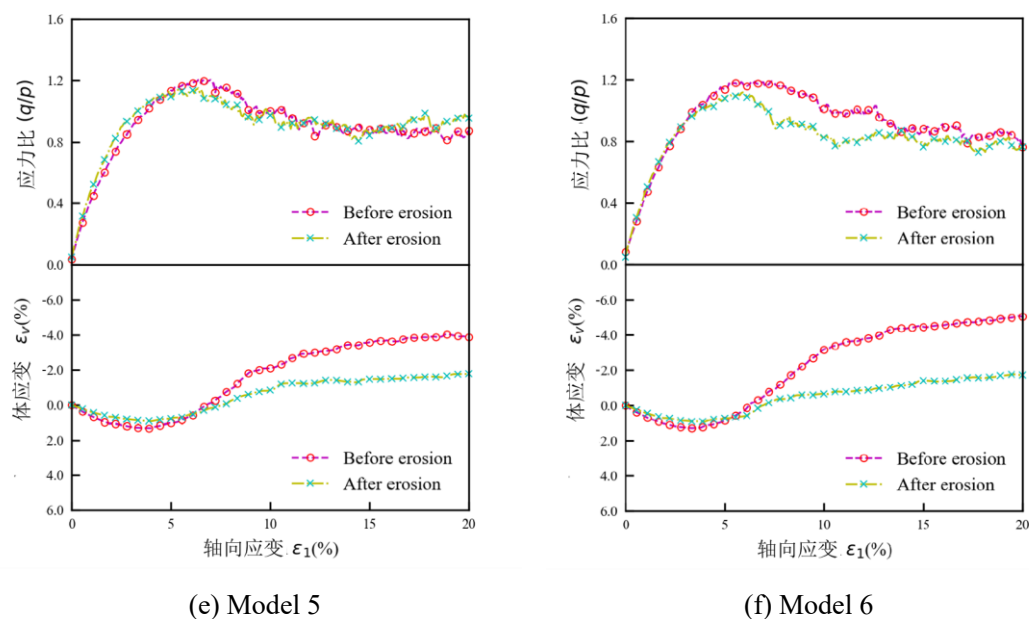 1.6
1.2
0.8
0.4
0.0
应力比 (q/p)
Before erosion
After erosion
-6.0
-4.0
-2.0
0.0
2.0
4.0
6.0
体应变 εv(%)
Before erosion
After erosion
0 5 10 15 20
轴向应变 ε1(%)
(e) Model 5
1.6
1.2
0.8
0.4
0.0
应力比 (q/p)
Before erosion
After erosion
-6.0
-4.0
-2.0
0.0
2.0
4.0
6.0
体应变 εv(%)
Before erosion
After erosion
0 5 10 15 20
轴向应变 ε1(%)
(f) Model 6